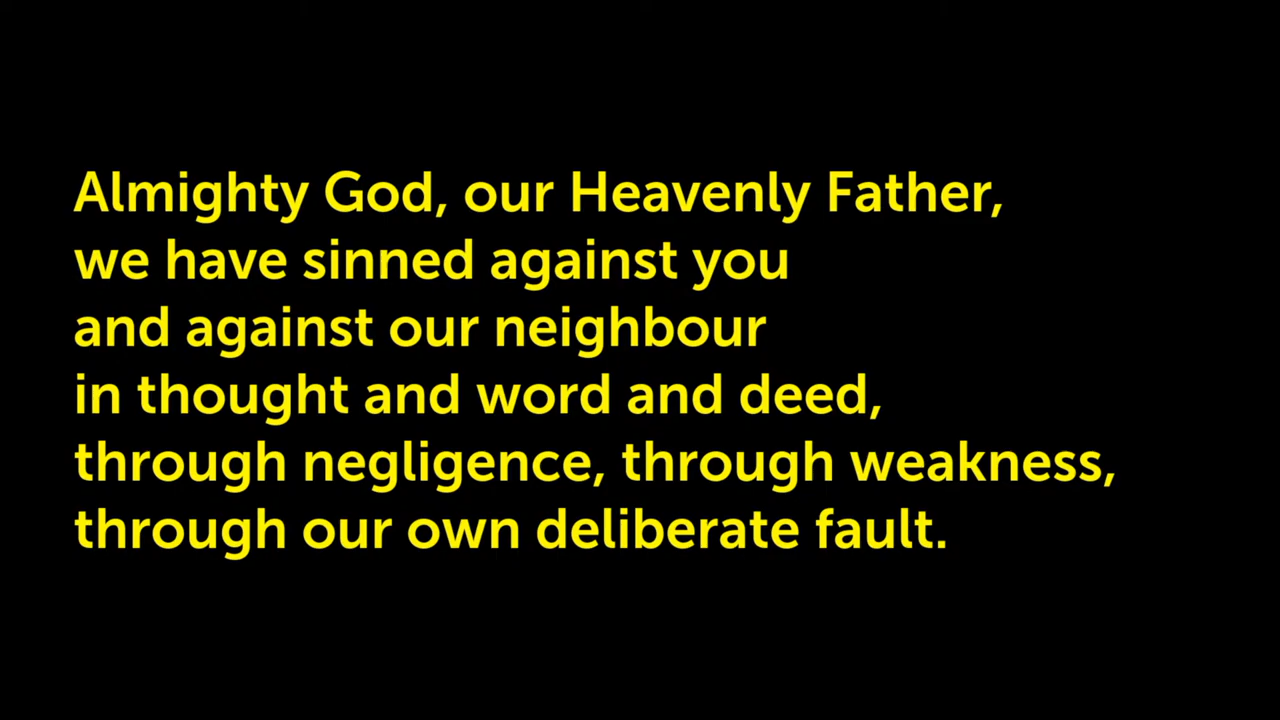 Almighty God, our Heavenly Father,
we have sinned against you
and against our neighbour
in thought and word and deed,
through negligence, through weakness,
through our own deliberate fault.